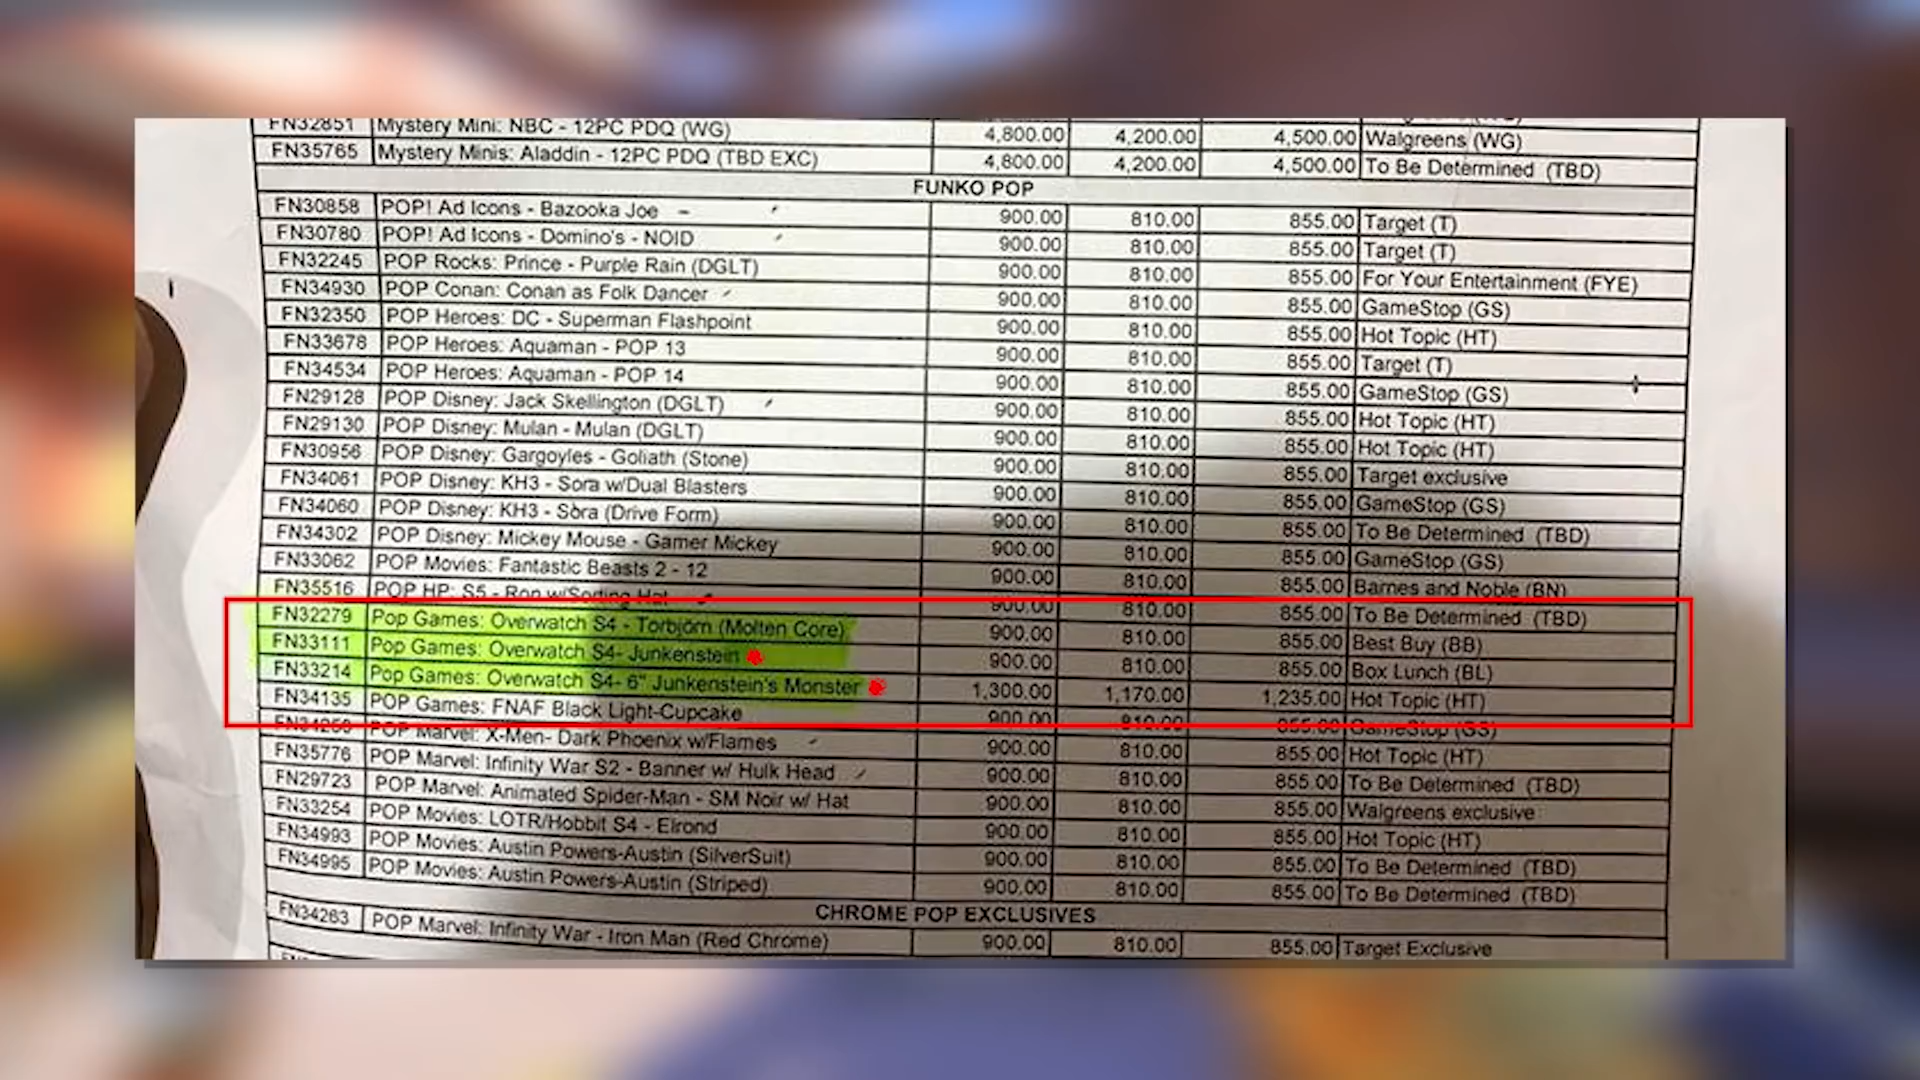 FN32851 Mystery Mini: NBC - 12PC PDQ (WG) 4,800.00 4,200.00 4,500.00 Walgreens (WG)
FN35765 Mystery Minis: Aladdin - 12PC PDQ (TBD EXC) 4,800.00 4,200.00 4,500.00 To Be Determined (TBD)
FUNKO POP
FN30858 POP! Ad Icons - Bazooka Joe 900.00 810.00 855.00 Target (T)
FN30780 POP! Ad Icons - Domino's - NOID 900.00 810.00 855.00 Target (T)
FN32245 POP Rocks: Prince - Purple Rain (DGLT) 900.00 810.00 855.00 For Your Entertainment (FYE)
FN34930 POP Conan: Conan as Folk Dancer 900.00 810.00 855.00 GameStop (GS)
FN32350 POP Heroes: DC - Superman Flashpoint 900.00 810.00 855.00 Hot Topic (HT)
FN33678 POP Heroes: Aquaman - POP 13 900.00 810.00 855.00 Target (T)
FN34534 POP Heroes: Aquaman - POP 14 900.00 810.00 855.00 GameStop (GS)
FN29128 POP Disney: Jack Skellington (DGLT) 900.00 810.00 855.00 Hot Topic (HT)
FN29130 POP Disney: Mulan - Mulan (DGLT) 900.00 810.00 855.00 Hot Topic (HT)
FN30956 POP Disney: Gargoyles - Goliath (Stone) 900.00 810.00 855.00 Target exclusive
FN34061 POP Disney: KH3 - Sora w/Dual Blasters 900.00 810.00 855.00 GameStop (GS)
FN34060 POP Disney: KH3 - Sora (Drive Form) 900.00 810.00 855.00 To Be Determined (TBD)
FN34302 POP Disney: Mickey Mouse - Gamer Mickey 900.00 810.00 855.00 GameStop (GS)
FN33062 POP Movies: Fantastic Beasts 2 - 12 900.00 810.00 855.00 Barnes and Noble (BN)
FN35516 POP HP: S5 - Ron w/Sorting Hat 900.00 810.00 855.00 To Be Determined (TBD)
FN32279 Pop Games: Overwatch S4 - Torbjorn (Molten Core) 900.00 810.00 855.00 Best Buy (BB)
FN33111 Pop Games: Overwatch S4- Junkenstein 900.00 810.00 855.00 Box Lunch (BL)
FN33214 Pop Games: Overwatch S4- 6" Junkenstein's Monster 1,300.00 1,170.00 1,235.00 Hot Topic (HT)
FN34135 POP Games: FNAF Black Light-Cupcake 900.00 810.00 855.00 GameStop (GS)
POP Marvel: X-Men- Dark Phoenix w/Flames 900.00 810.00 855.00 Hot Topic (HT)
FN35776 POP Marvel: Infinity War S2 - Banner w/ Hulk Head 900.00 810.00 855.00 To Be Determined (TBD)
FN29723 POP Marvel: Animated Spider-Man - SM Noir w/ Hat 900.00 810.00 855.00 Walgreens exclusive
FN33254 POP Movies: LOTR/Hobbit S4 - Elrond 900.00 810.00 855.00 Hot Topic (HT)
FN34993 POP Movies: Austin Powers-Austin (SilverSuit) 900.00 810.00 855.00 To Be Determined (TBD)
FN34995 POP Movies: Austin Powers-Austin (Striped) 900.00 810.00 855.00 To Be Determined (TBD)
CHROME POP EXCLUSIVES
FN34263 POP Marvel: Infinity War - Iron Man (Red Chrome) 900.00 810.00 855.00 Target Exclusive